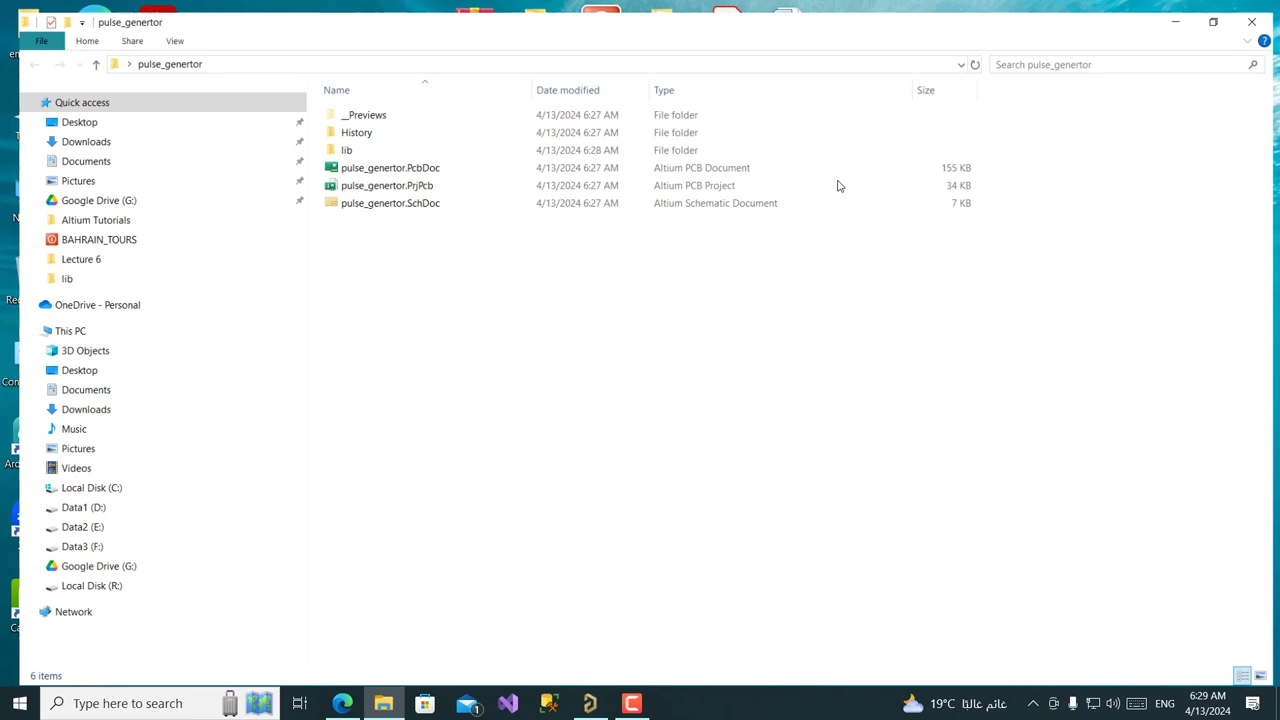 pulse_genertor
File
Home
Share
View
pulse_genertor
Search pulse_genertor
Name
Date modified
Type
Size
Quick access
Desktop
Downloads
Documents
Pictures
Google Drive (G:)
Altium Tutorials
BAHRAIN_TOURS
Lecture 6
lib
OneDrive - Personal
This PC
3D Objects
Desktop
Documents
Downloads
Music
Pictures
Videos
Local Disk (C:)
Data1 (D:)
Data2 (E:)
Data3 (F:)
Google Drive (G:)
Local Disk (R:)
Network
__Previews 4/13/2024 6:27 AM File folder
History 4/13/2024 6:27 AM File folder
lib 4/13/2024 6:28 AM File folder
pulse_genertor.PcbDoc 4/13/2024 6:27 AM Altium PCB Document 155 KB
pulse_genertor.PrjPcb 4/13/2024 6:27 AM Altium PCB Project 34 KB
pulse_genertor.SchDoc 4/13/2024 6:27 AM Altium Schematic Document 7 KB
6 items
Type here to search
1
19°C غائم غالبًا
ENG
6:29 AM
4/13/2024